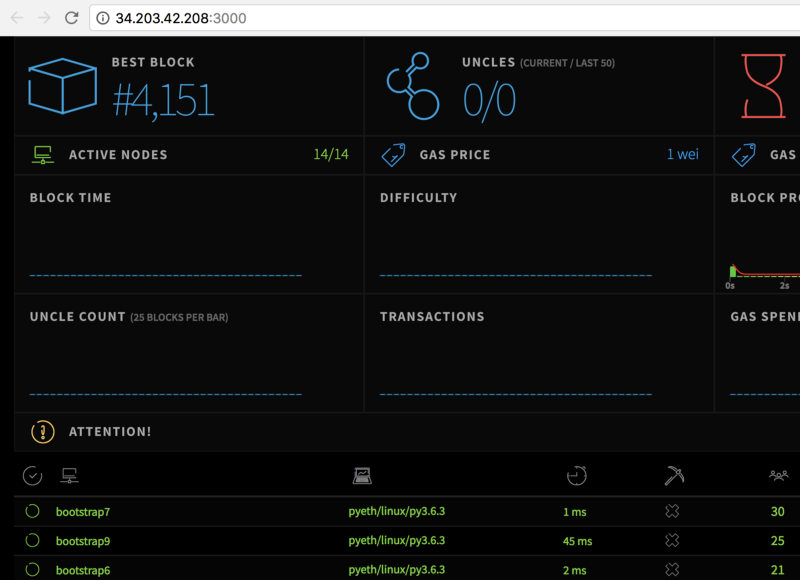 34.203.42.208:3000
BEST BLOCK
#4,151
UNCLES (CURRENT / LAST 50)
0/0
ACTIVE NODES 14/14
GAS PRICE 1 wei
GAS
BLOCK TIME
DIFFICULTY
BLOCK PR
0s 2s
UNCLE COUNT (25 BLOCKS PER BAR)
TRANSACTIONS
GAS SPEN
ATTENTION!
bootstrap7 pyeth/linux/py3.6.3 1 ms 30
bootstrap9 pyeth/linux/py3.6.3 45 ms 25
bootstrap6 pyeth/linux/py3.6.3 2 ms 21